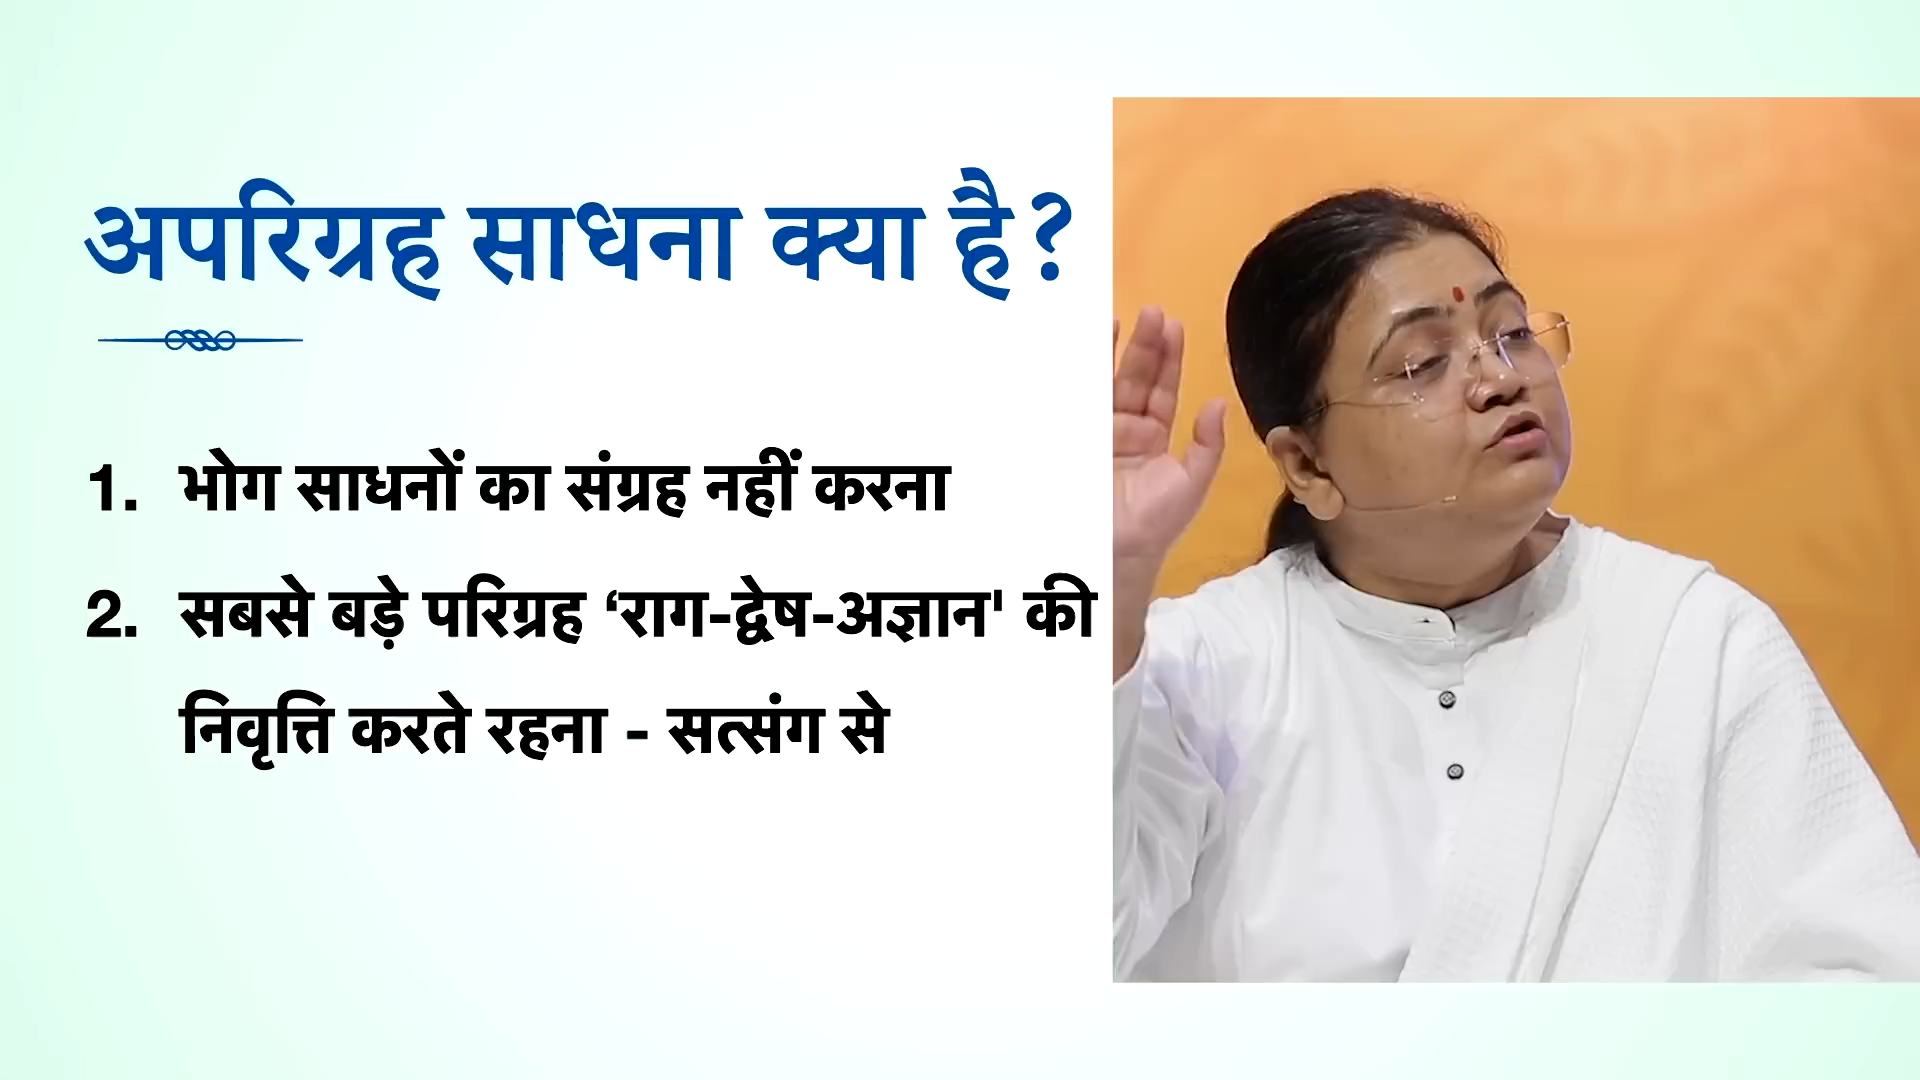 अपरिग्रह साधना क्या है?
1. भोग साधनों का संग्रह नहीं करना
2. सबसे बड़े परिग्रह ‘राग-द्वेष-अज्ञान' की
निवृत्ति करते रहना - सत्संग से